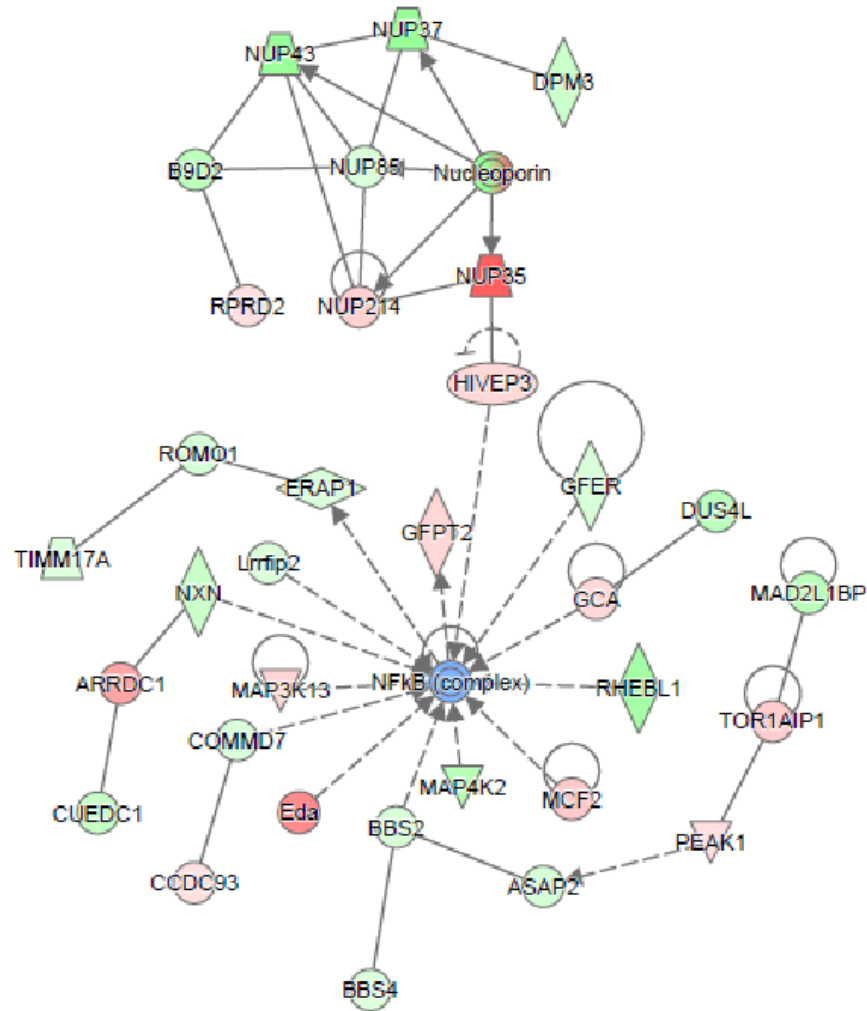 NUP37
NUP43
DPM3
B9D2
NUP85
Nucleoporin
NUP35
RPRD2
NUP214
HIVEP3
ROMO1
ERAP1
GFER
GFPT2
DUS4L
TIMM17A
Lrrfip2
NXN
GCA
MAD2L1BP
ARRDC1
MAP3K13
NFkB (complex)
RHEBL1
TOR1AIP1
COMMD7
MAP4K2
MCF2
CUEDC1
Eda
BBS2
PEAK1
CCDC93
ASAP2
BBS4